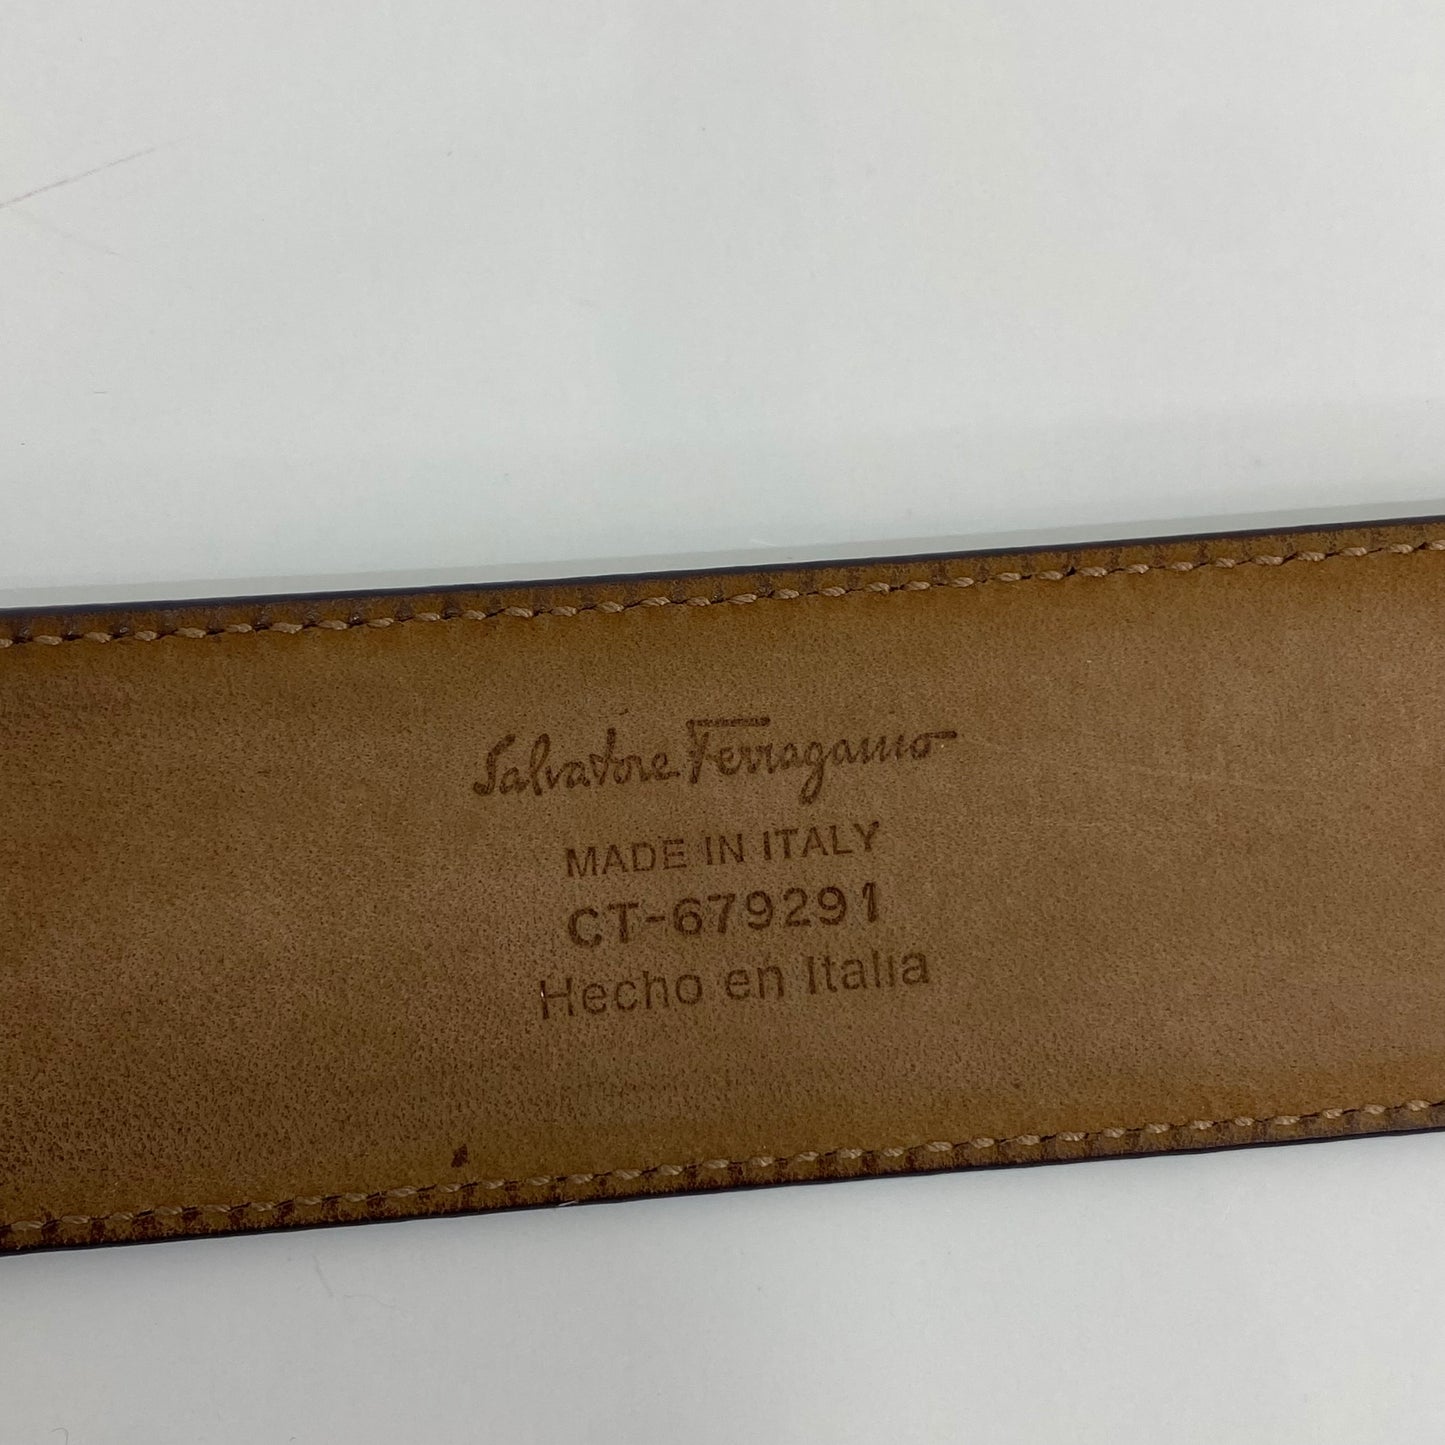 Salvatore Ferragamo
MADE IN ITALY
CT-679291
Hecho en Italia